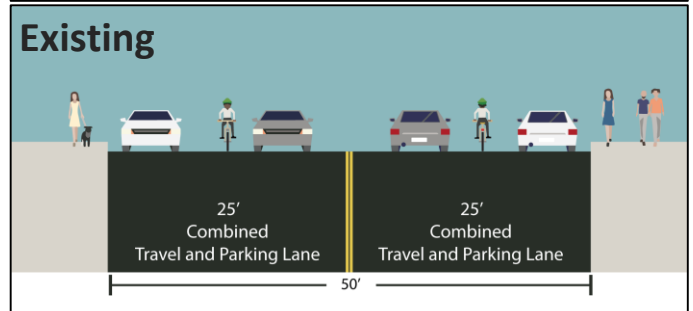 Existing
25'
Combined
Travel and Parking Lane
25'
Combined
Travel and Parking Lane
50'